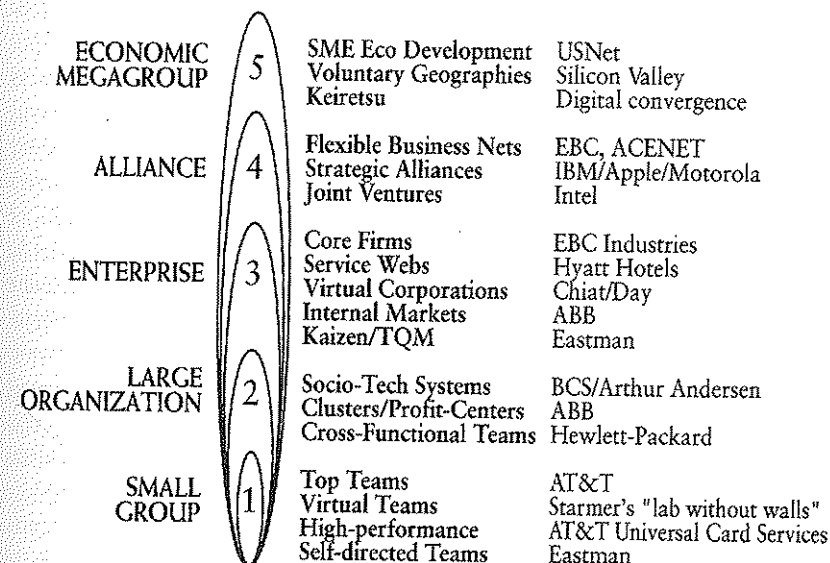 ECONOMIC MEGAGROUP
5
SME Eco Development USNet
Voluntary Geographies Silicon Valley
Keiretsu Digital convergence
ALLIANCE
4
Flexible Business Nets EBC, ACENET
Strategic Alliances IBM/Apple/Motorola
Joint Ventures Intel
ENTERPRISE
3
Core Firms EBC Industries
Service Webs Hyatt Hotels
Virtual Corporations Chiat/Day
Internal Markets ABB
Kaizen/TQM Eastman
LARGE ORGANIZATION
2
Socio-Tech Systems BCS/Arthur Andersen
Clusters/Profit-Centers ABB
Cross-Functional Teams Hewlett-Packard
SMALL GROUP
1
Top Teams AT&T
Virtual Teams Starmer's "lab without walls"
High-performance AT&T Universal Card Services
Self-directed Teams Eastman